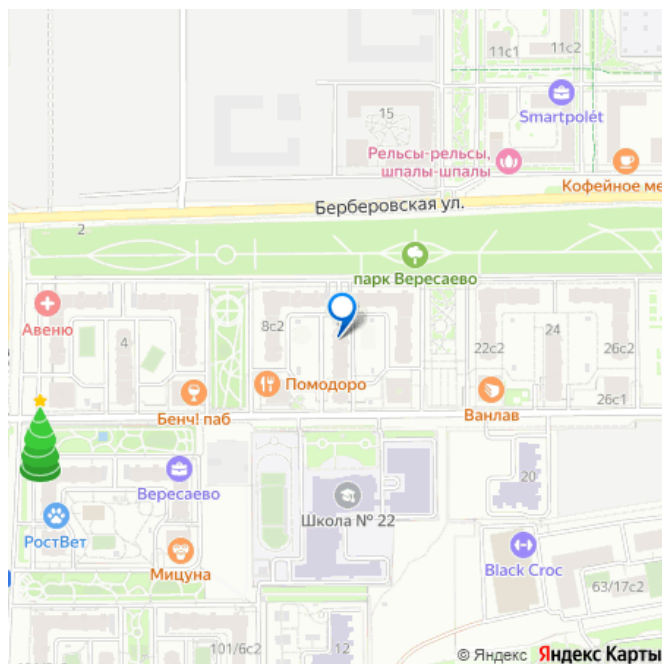 11с1
11с2
Smartpolét
15
Рельсы-рельсы,
шпалы-шпалы
Кофейное ме
Берберовская ул.
2
парк Вересаево
Авеню
4
8с2
22с2
24
26с2
Помодоро
Бенч! паб
Ванлав
26с1
Вересаево
Школа № 22
20
РостВет
Мицуна
Black Croc
63/17с2
101/6с2
12
© Яндекс Яндекс Карты